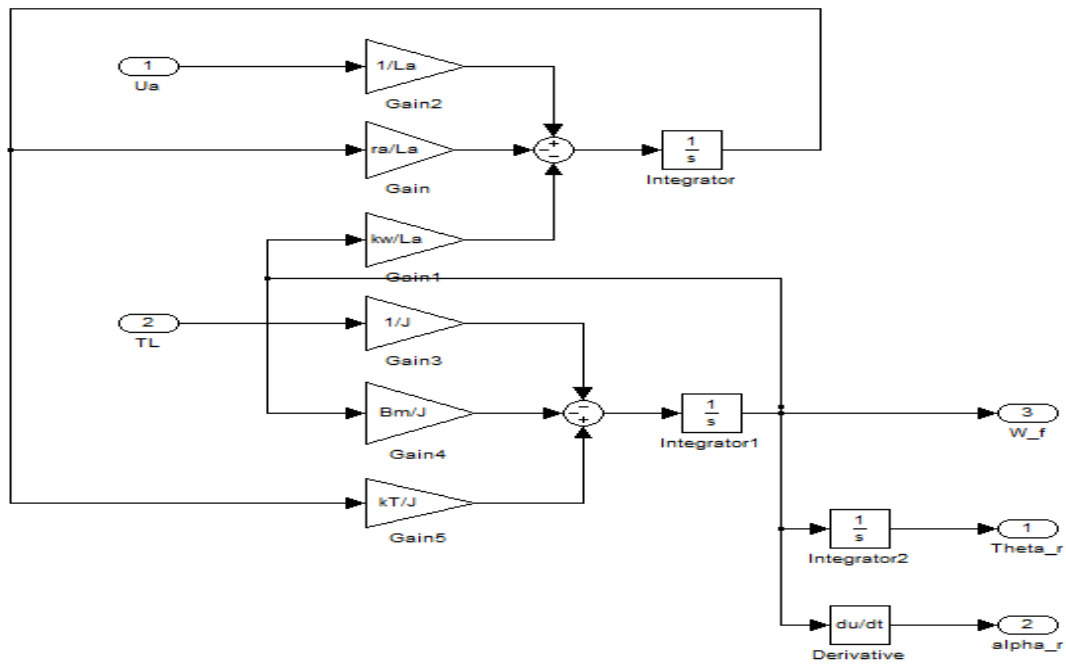 1
Ua
1/La
Gain2
ra/La
Gain
+
−
−
1
s
Integrator
kw/La
Gain1
2
TL
1/J
Gain3
Bm/J
Gain4
−
−
+
1
s
Integrator1
3
W_f
kT/J
Gain5
1
s
Integrator2
1
Theta_r
du/dt
Derivative
2
alpha_r